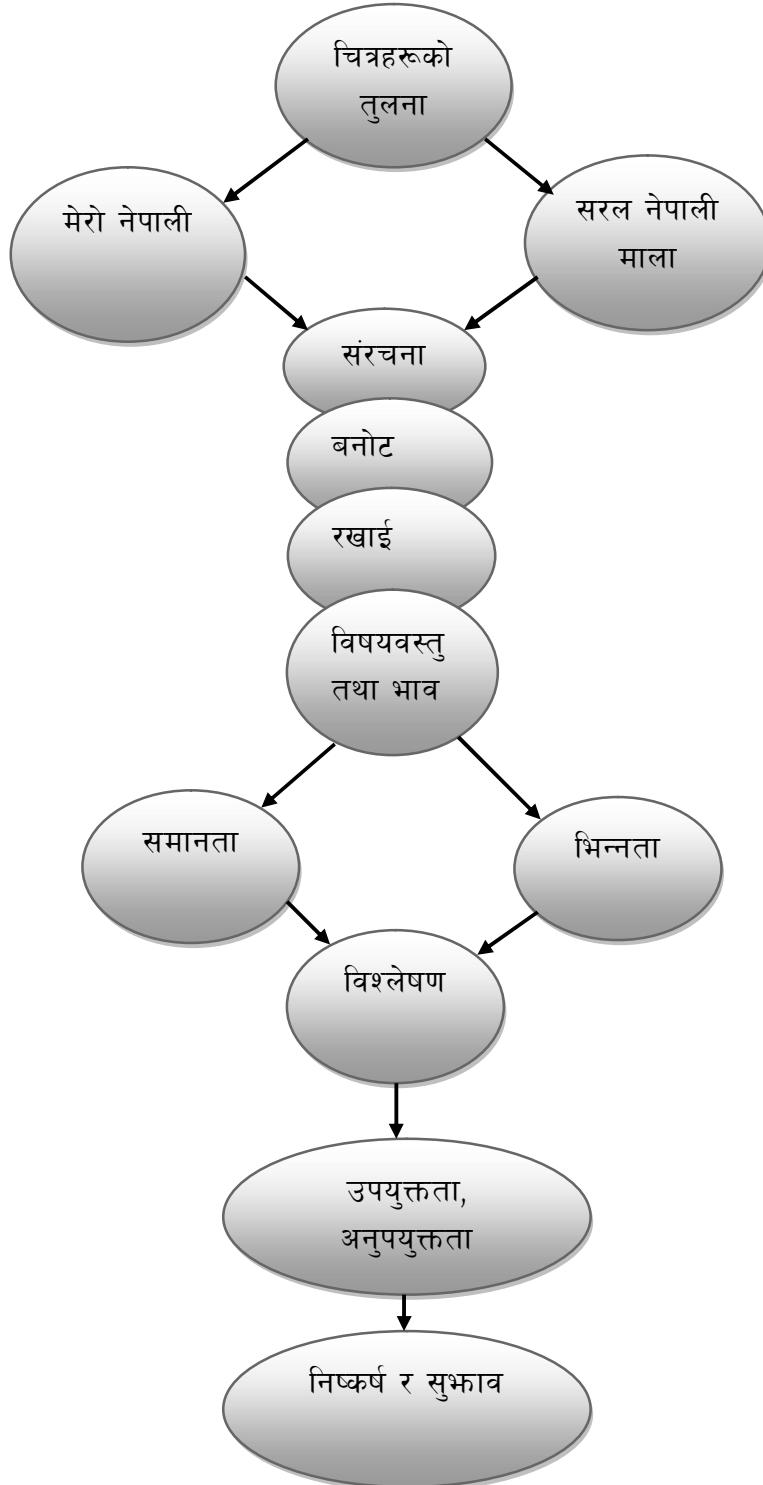 चित्रहरूको
तुलना
मेरो नेपाली
सरल नेपाली
माला
संरचना
बनोट
रखाई
विषयवस्तु
तथा भाव
समानता
भिन्नता
विश्लेषण
उपयुक्तता,
अनुपयुक्तता
निष्कर्ष र सुझाव